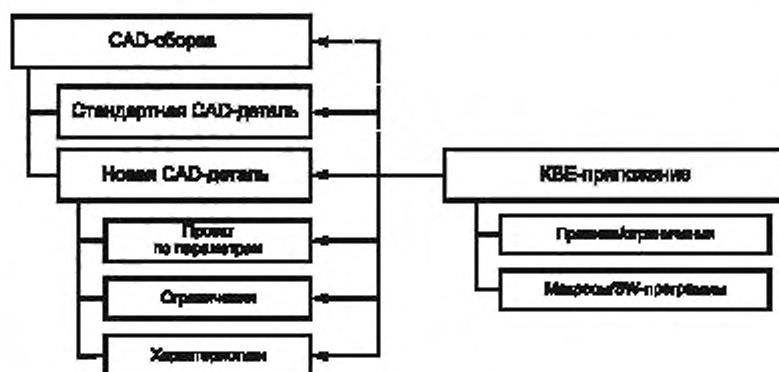 CAD-сборка
Стандартная CAD-деталь
Новая CAD-деталь
КВЕ-приложение
Проект
по параметрам
Правила/ограничения
Ограничения
Макросы/SW-программы
Характеристики